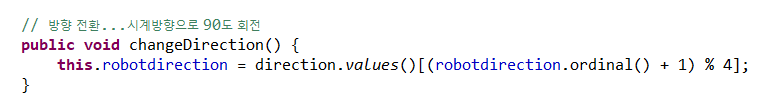 // 방향 전환...시계방향으로 90도 회전
public void changeDirection() {
    this.robotdirection = direction.values()[(robotdirection.ordinal() + 1) % 4];
}